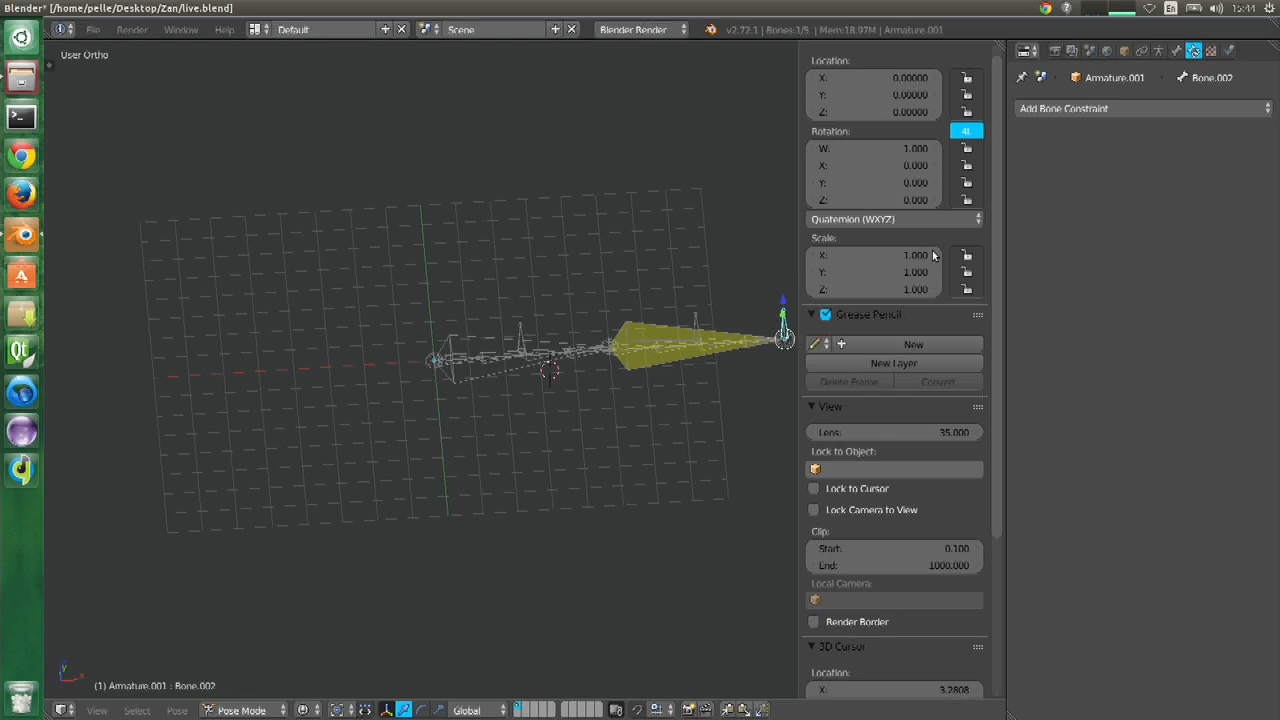 Blender* [/home/pelle/Desktop/Zan/live.blend]
En
15:44
File Render Window Help Default Scene Blender Render v2.72.1 | Bones:1/5 | Mem:18.97M | Armature.001
User Ortho
Location:
X: 0.00000
Y: 0.00000
Z: 0.00000
Rotation: 4L
W: 1.000
X: 0.000
Y: 0.000
Z: 0.000
Quaternion (WXYZ)
Scale:
X: 1.000
Y: 1.000
Z: 1.000
Grease Pencil
New
New Layer
Delete Frame Convert
View
Lens: 35.000
Lock to Object:
Lock to Cursor
Lock Camera to View
Clip:
Start: 0.100
End: 1000.000
Local Camera:
Render Border
3D Cursor
Location:
X: 3.2808
Armature.001 Bone.002
Add Bone Constraint
y
x
(1) Armature.001 : Bone.002
View Select Pose Pose Mode Global